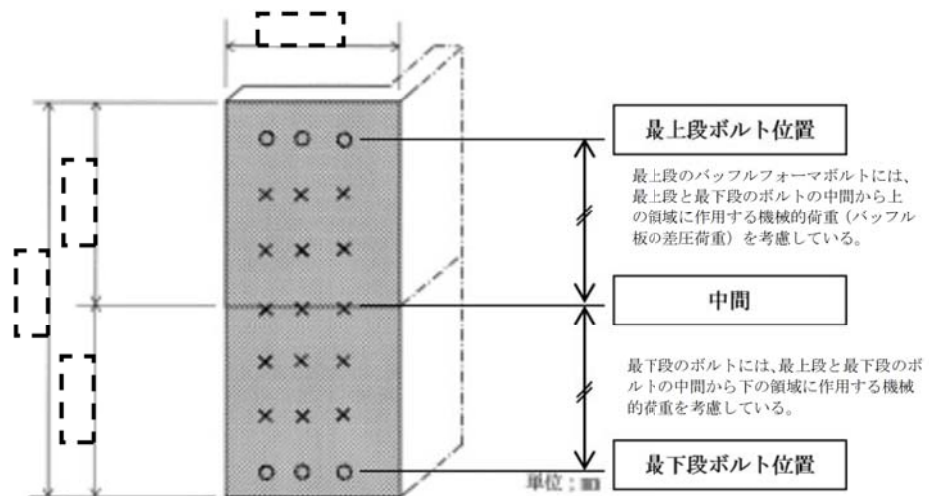 最上段ボルト位置
最上段のバッフルフォーマボルトには、
最上段と最下段のボルトの中間から上
の領域に作用する機械的荷重（バッフル
板の差圧荷重）を考慮している。
中間
最下段のボルトには、最上段と最下段のボ
ルトの中間から下の領域に作用する機械
的荷重を考慮している。
最下段ボルト位置
単位；mm